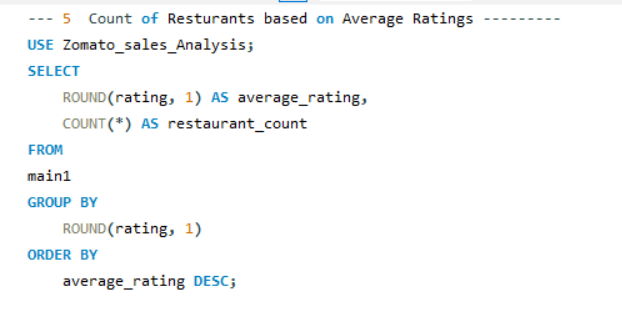 --- 5  Count of Resturants based on Average Ratings ---------
USE Zomato_sales_Analysis;
SELECT
    ROUND(rating, 1) AS average_rating,
    COUNT(*) AS restaurant_count
FROM
main1
GROUP BY
    ROUND(rating, 1)
ORDER BY
    average_rating DESC;